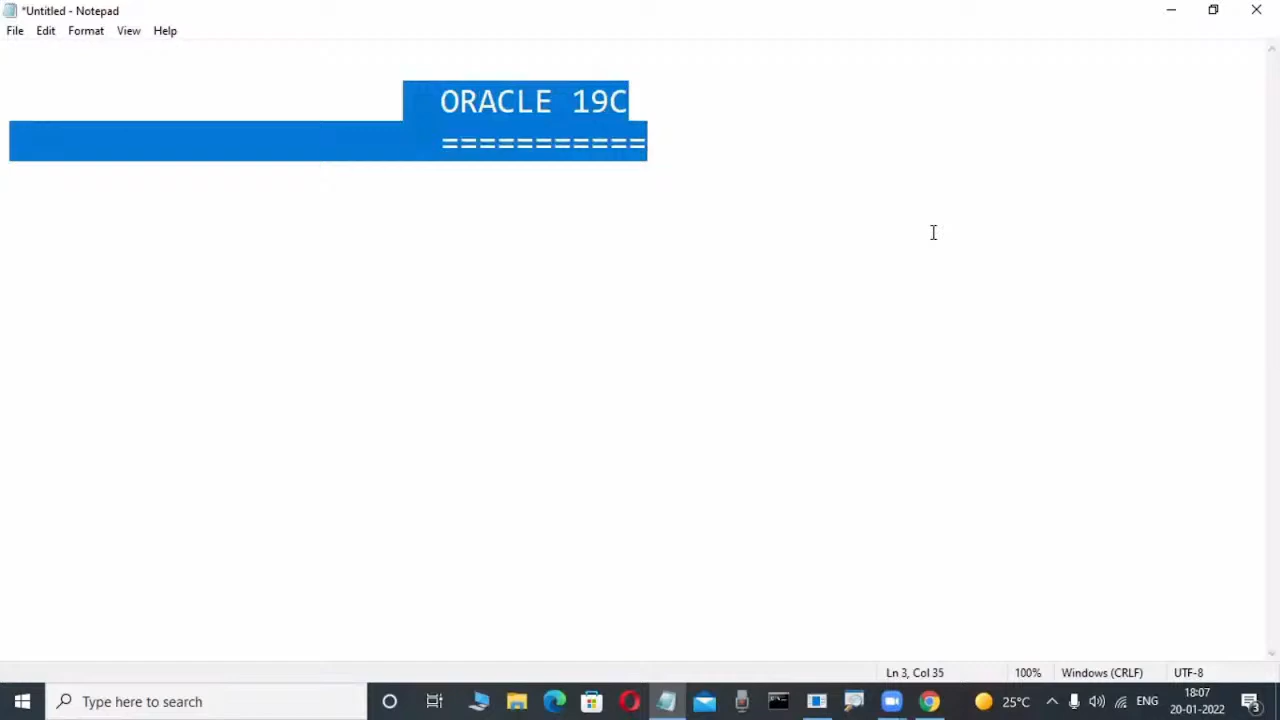 *Untitled - Notepad
File Edit Format View Help
ORACLE 19C
===========
Ln 3, Col 35 100% Windows (CRLF) UTF-8
Type here to search 25°C ENG 18:07
20-01-2022 3